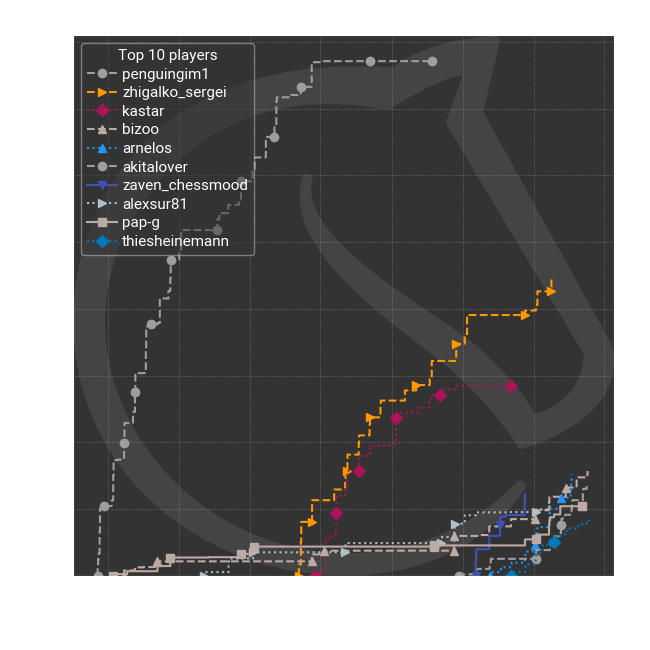 Top 10 players
penguingim1
zhigalko_sergei
kastar
bizoo
arnelos
akitalover
zaven_chessmood
alexsur81
pap-g
thiesheinemann